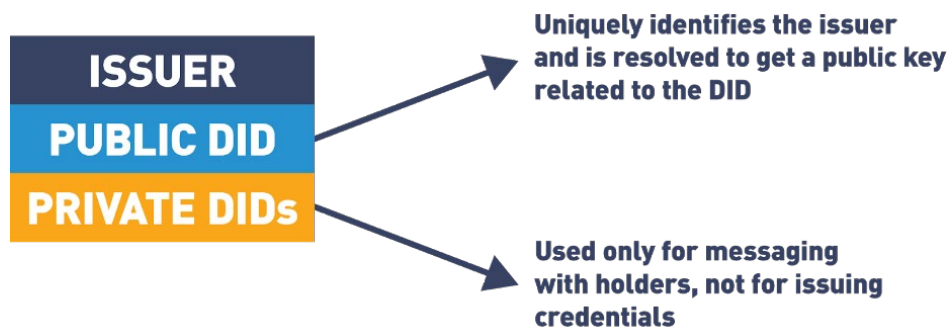 ISSUER
PUBLIC DID
PRIVATE DIDs
Uniquely identifies the issuer
and is resolved to get a public key
related to the DID
Used only for messaging
with holders, not for issuing
credentials